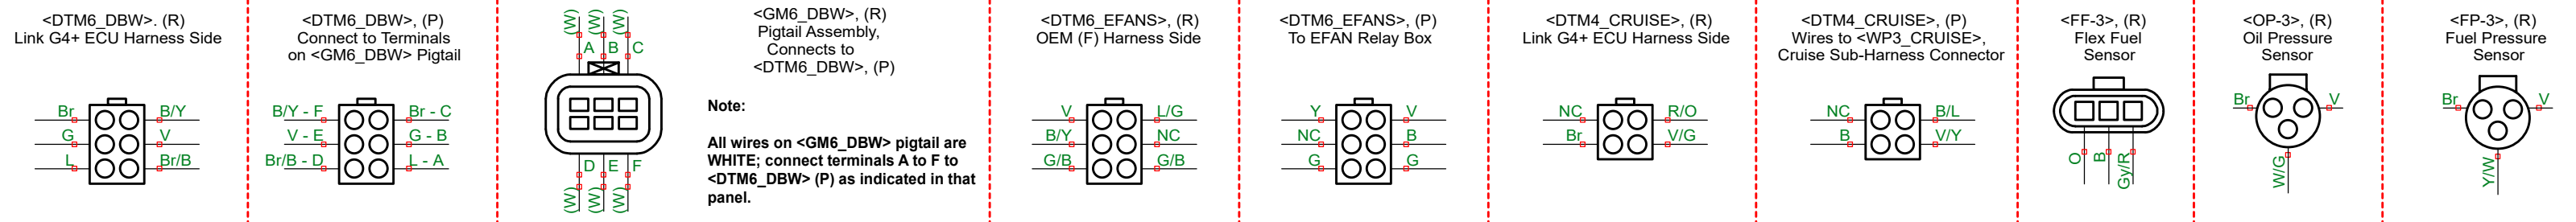 <DTM6_DBW>. (R)
Link G4+ ECU Harness Side
Br
B/Y
G
V
L
Br/B
<DTM6_DBW>, (P)
Connect to Terminals
on <GM6_DBW> Pigtail
B/Y - F
Br - C
V - E
G - B
Br/B - D
L - A
(W) (W) (W)
A B C
D E F
(W) (W) (W)
<GM6_DBW>, (R)
Pigtail Assembly,
Connects to
<DTM6_DBW>, (P)
Note:
All wires on <GM6_DBW> pigtail are
WHITE; connect terminals A to F to
<DTM6_DBW> (P) as indicated in that
panel.
<DTM6_EFANS>, (R)
OEM (F) Harness Side
V
L/G
B/Y
NC
G/B
G/B
<DTM6_EFANS>, (P)
To EFAN Relay Box
Y
V
NC
B
G
G
<DTM4_CRUISE>, (R)
Link G4+ ECU Harness Side
NC
R/O
Br
V/G
<DTM4_CRUISE>, (P)
Wires to <WP3_CRUISE>,
Cruise Sub-Harness Connector
NC
B/L
B
V/Y
<FF-3>, (R)
Flex Fuel
Sensor
O
B
Gy/R
<OP-3>, (R)
Oil Pressure
Sensor
Br
V
W/G
<FP-3>, (R)
Fuel Pressure
Sensor
Br
V
Y/W